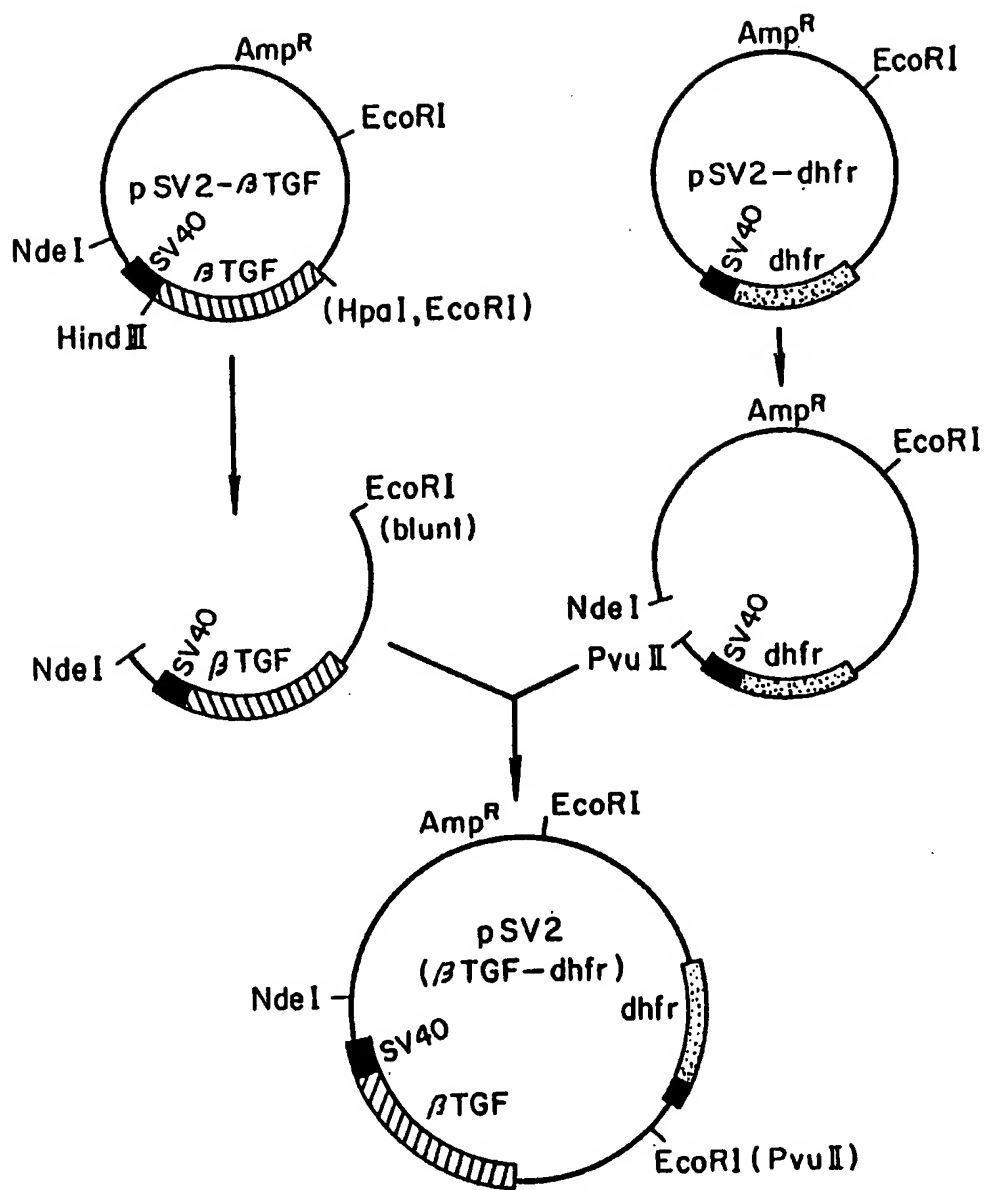 Ampᴿ
EcoRI
pSV2-βTGF
NdeI
SV40
βTGF
(HpaI, EcoRI)
HindⅢ
Ampᴿ
EcoRI
pSV2-dhfr
SV40
dhfr
EcoRI
(blunt)
NdeI
SV40
βTGF
Ampᴿ
EcoRI
NdeI
PvuⅡ
SV40
dhfr
Ampᴿ
EcoRI
pSV2
(βTGF-dhfr)
NdeI
dhfr
SV40
βTGF
EcoRI (PvuⅡ)